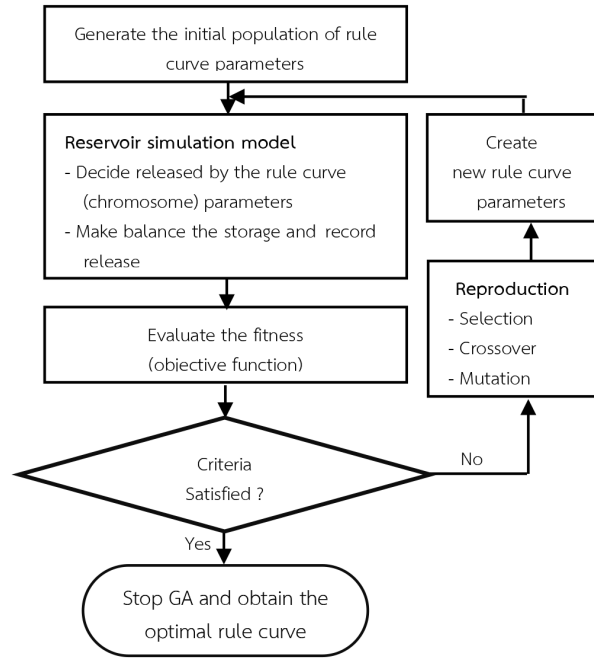 Generate the initial population of rule
curve parameters
Reservoir simulation model
- Decide released by the rule curve
(chromosome) parameters
- Make balance the storage and record
release
Evaluate the fitness
(objective function)
Criteria
Satisfied ?
No
Yes
Stop GA and obtain the
optimal rule curve
Reproduction
- Selection
- Crossover
- Mutation
Create
new rule curve
parameters